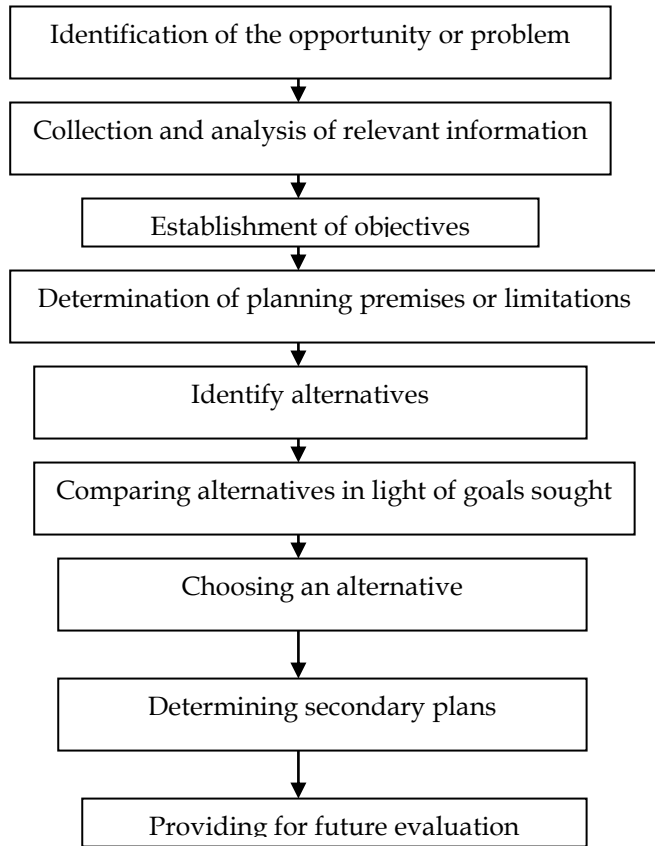 Identification of the opportunity or problem
Collection and analysis of relevant information
Establishment of objectives
Determination of planning premises or limitations
Identify alternatives
Comparing alternatives in light of goals sought
Choosing an alternative
Determining secondary plans
Providing for future evaluation